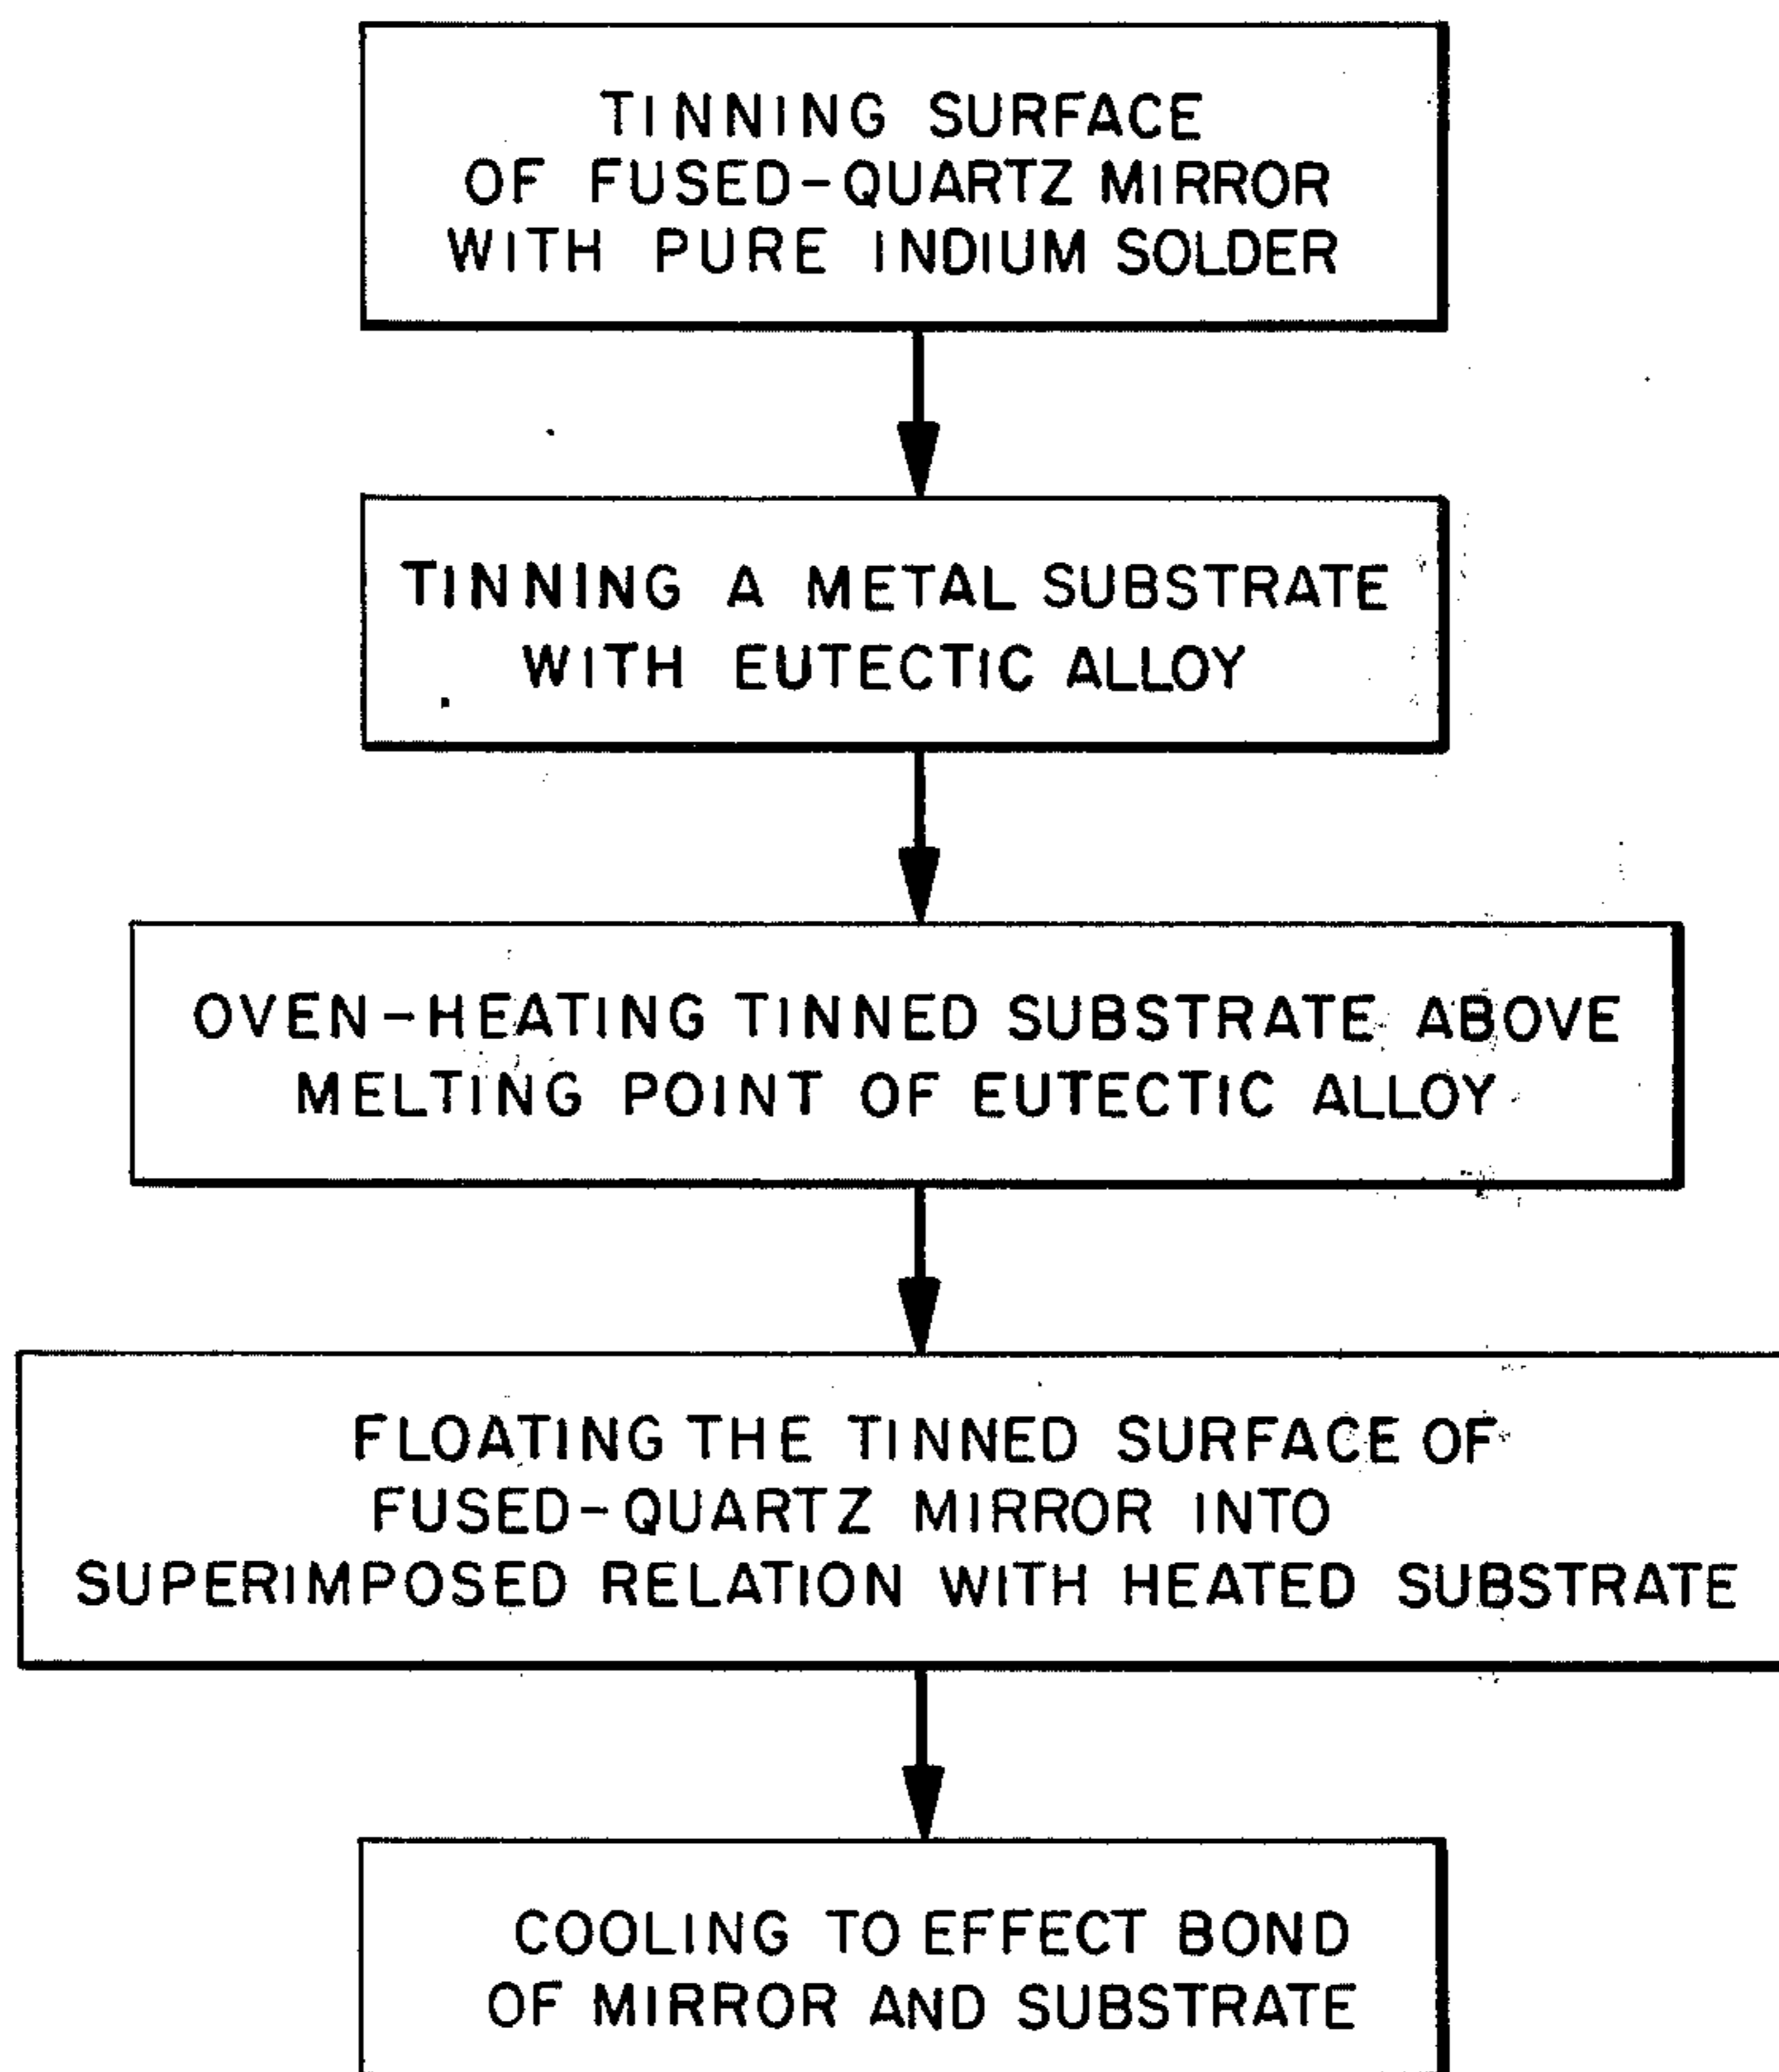 TINNING SURFACE
OF FUSED-QUARTZ MIRROR
WITH PURE INDIUM SOLDER
TINNING A METAL SUBSTRATE
WITH EUTECTIC ALLOY
OVEN-HEATING TINNED SUBSTRATE ABOVE
MELTING POINT OF EUTECTIC ALLOY
FLOATING THE TINNED SURFACE OF
FUSED-QUARTZ MIRROR INTO
SUPERIMPOSED RELATION WITH HEATED SUBSTRATE
COOLING TO EFFECT BOND
OF MIRROR AND SUBSTRATE